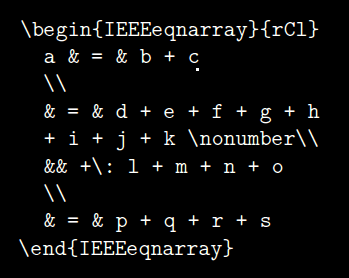 \begin{IEEEeqnarray}{rCl}
a & = & b + c
\\
& = & d + e + f + g + h
+ i + j + k \nonumber\\
&& +\: l + m + n + o
\\
& = & p + q + r + s
\end{IEEEeqnarray}